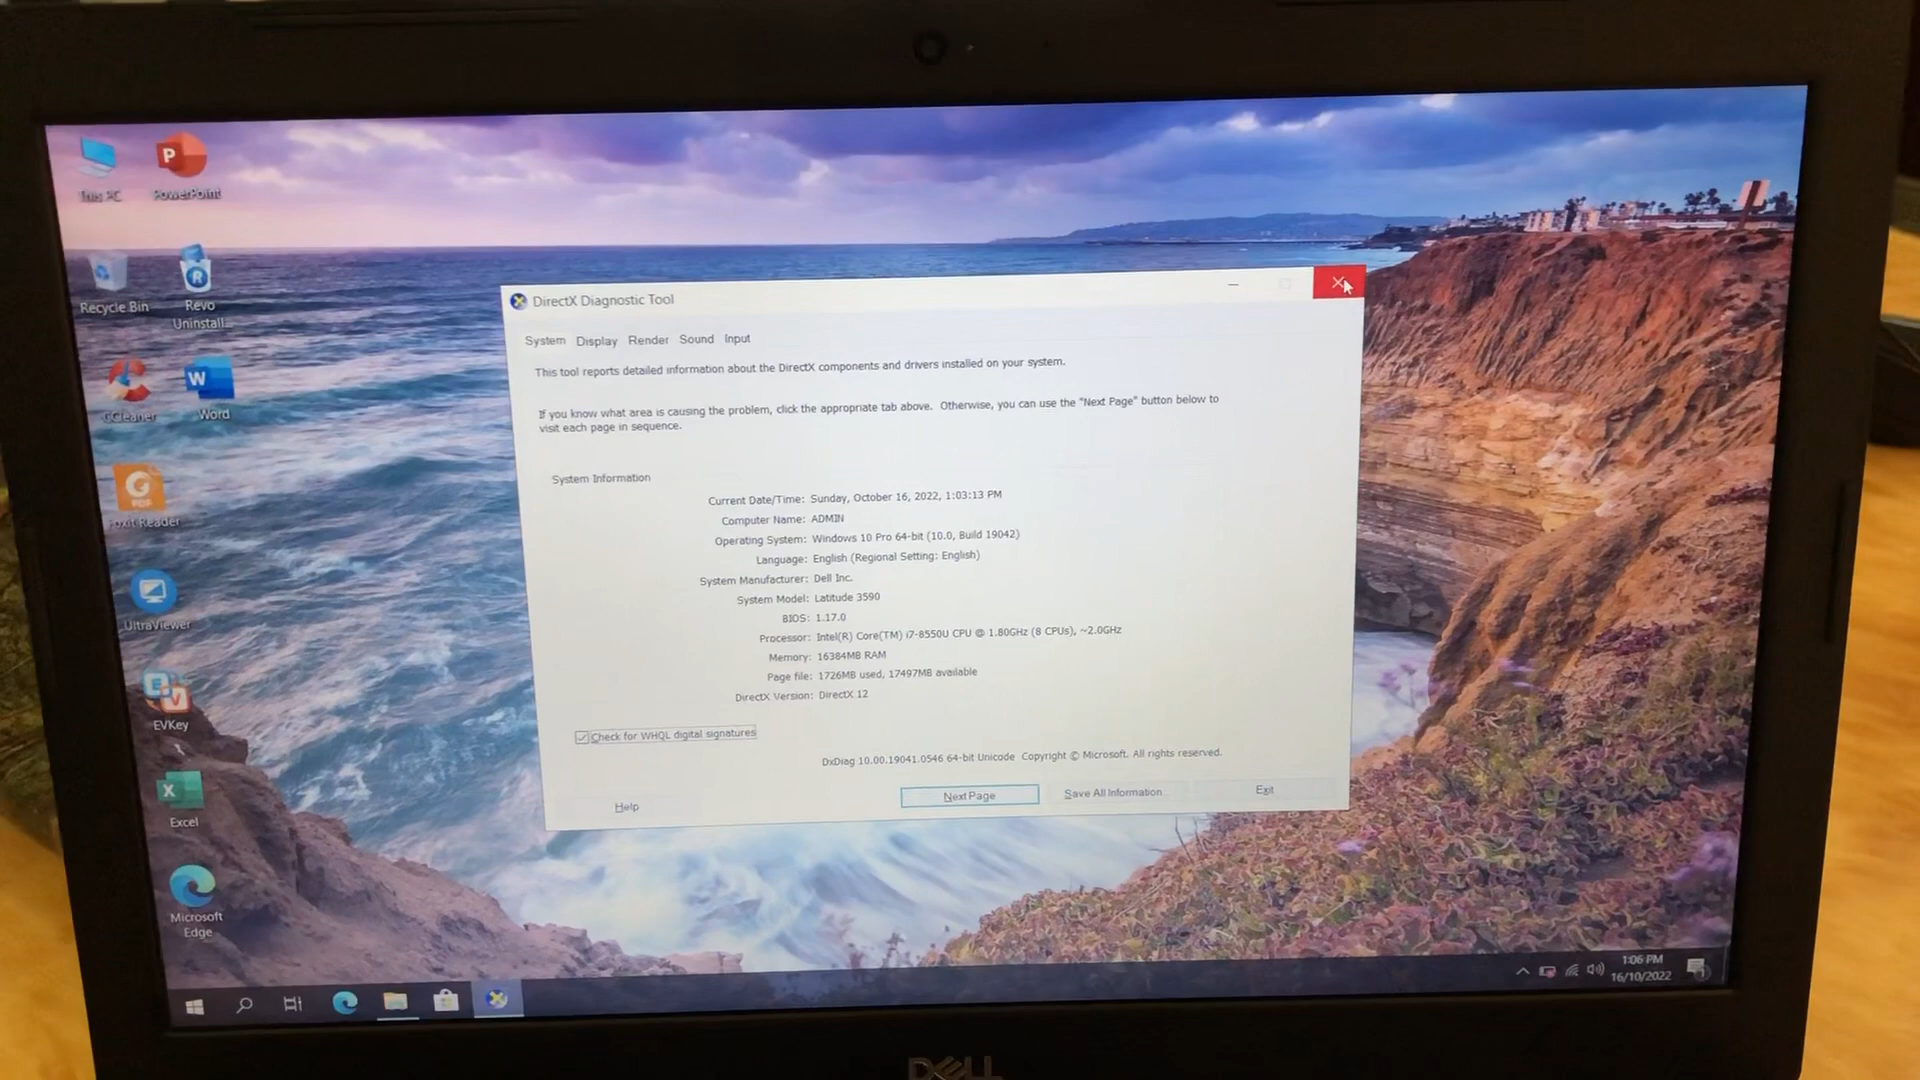 This PC
PowerPoint
Recycle Bin
Revo
Uninstall...
CCleaner
Word
Foxit Reader
UltraViewer
EVKey
Excel
Microsoft
Edge
DirectX Diagnostic Tool
System Display Render Sound Input
This tool reports detailed information about the DirectX components and drivers installed on your system.
If you know what area is causing the problem, click the appropriate tab above. Otherwise, you can use the "Next Page" button below to
visit each page in sequence.
System Information
Current Date/Time: Sunday, October 16, 2022, 1:03:13 PM
Computer Name: ADMIN
Operating System: Windows 10 Pro 64-bit (10.0, Build 19042)
Language: English (Regional Setting: English)
System Manufacturer: Dell Inc.
System Model: Latitude 3590
BIOS: 1.17.0
Processor: Intel(R) Core(TM) i7-8550U CPU @ 1.80GHz (8 CPUs), ~2.0GHz
Memory: 16384MB RAM
Page file: 1726MB used, 17497MB available
DirectX Version: DirectX 12
Check for WHQL digital signatures
DxDiag 10.00.19041.0546 64-bit Unicode Copyright © Microsoft. All rights reserved.
Help
Next Page
Save All Information...
Exit
1:06 PM
16/10/2022
DELL